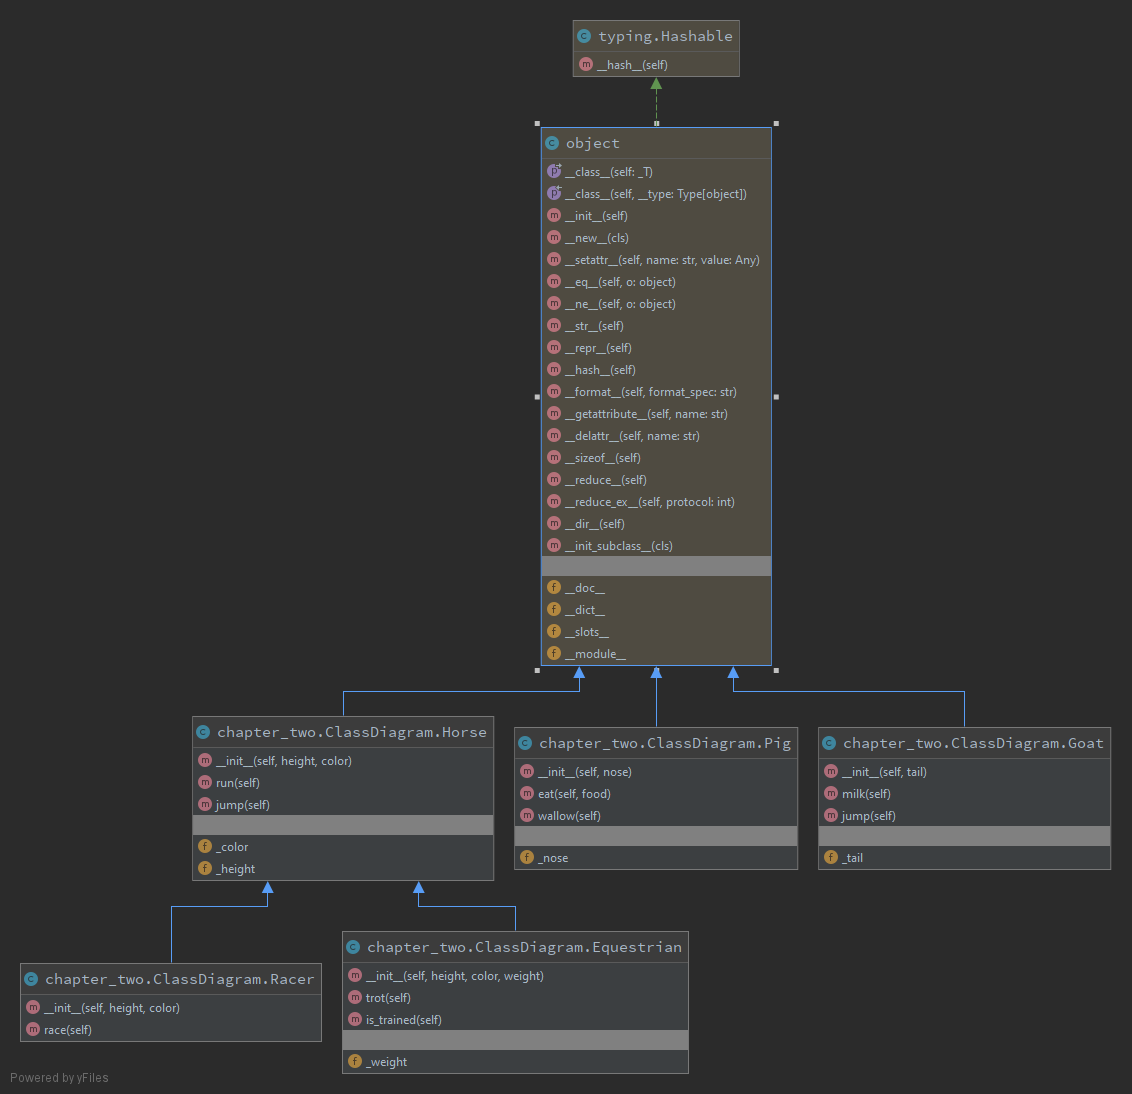 typing.Hashable
__hash__(self)
object
__class__(self: _T)
__class__(self, __type: Type[object])
__init__(self)
__new__(cls)
__setattr__(self, name: str, value: Any)
__eq__(self, o: object)
__ne__(self, o: object)
__str__(self)
__repr__(self)
__hash__(self)
__format__(self, format_spec: str)
__getattribute__(self, name: str)
__delattr__(self, name: str)
__sizeof__(self)
__reduce__(self)
__reduce_ex__(self, protocol: int)
__dir__(self)
__init_subclass__(cls)
__doc__
__dict__
__slots__
__module__
chapter_two.ClassDiagram.Horse
__init__(self, height, color)
run(self)
jump(self)
_color
_height
chapter_two.ClassDiagram.Pig
__init__(self, nose)
eat(self, food)
wallow(self)
_nose
chapter_two.ClassDiagram.Goat
__init__(self, tail)
milk(self)
jump(self)
_tail
chapter_two.ClassDiagram.Racer
__init__(self, height, color)
race(self)
chapter_two.ClassDiagram.Equestrian
__init__(self, height, color, weight)
trot(self)
is_trained(self)
_weight
Powered by yFiles